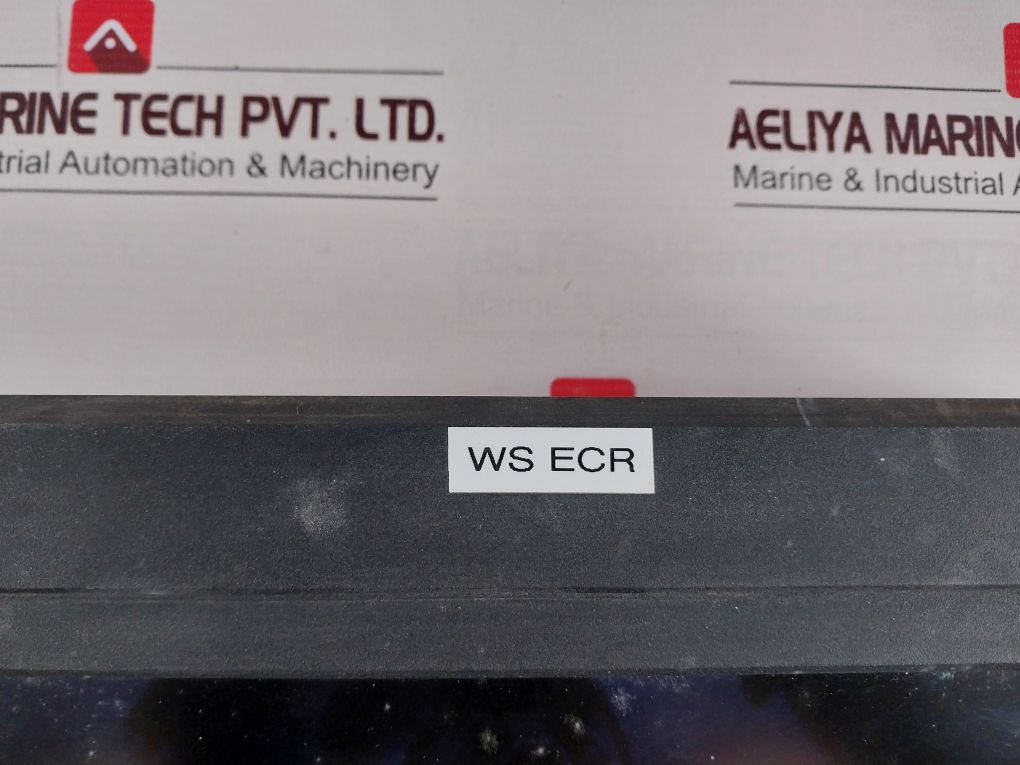 RINE TECH PVT. LTD.
trial Automation & Machinery
AELIYA MARIN
Marine & Industrial A
WS ECR